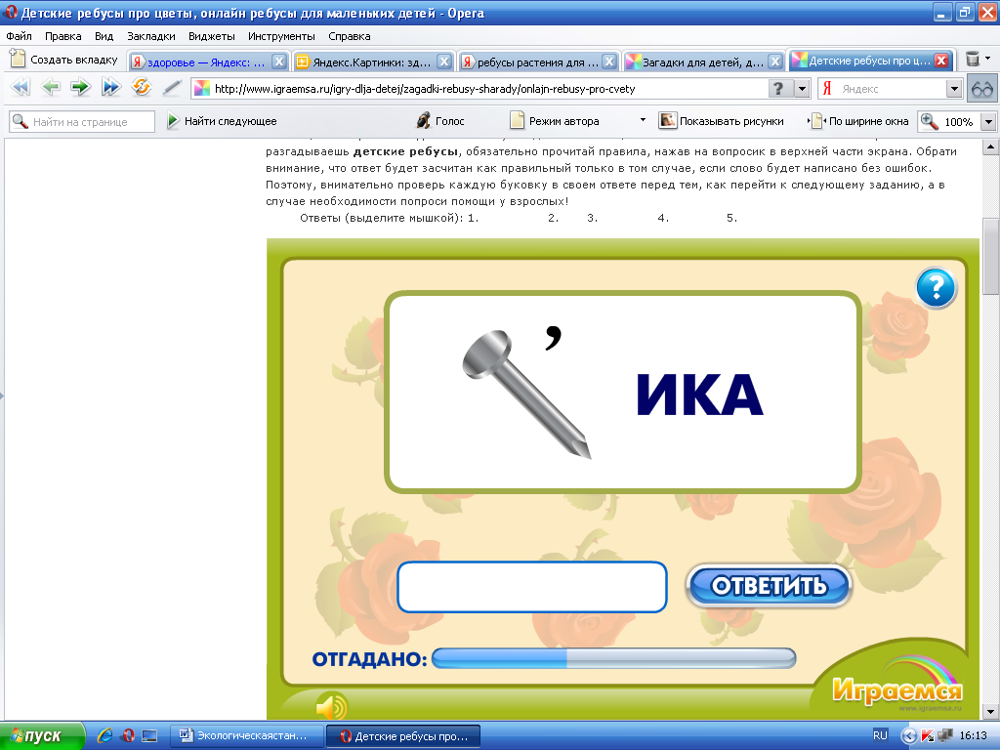 Детские ребусы про цветы, онлайн ребусы для маленьких детей - Opera
Файл Правка Вид Закладки Виджеты Инструменты Справка
Создать вкладку здоровье — Яндекс: ... Яндекс.Картинки: зд... ребусы растения для ... Загадки для детей, д... Детские ребусы про ц...
http://www.igraemsa.ru/igry-dlja-detej/zagadki-rebusy-sharady/onlajn-rebusy-pro-cvety ? Я Яндекс
Найти на странице Найти следующее Голос Режим автора Показывать рисунки По ширине окна 100%
разгадываешь детские ребусы, обязательно прочитай правила, нажав на вопросик в верхней части экрана. Обрати
внимание, что ответ будет засчитан как правильный только в том случае, если слово будет написано без ошибок.
Поэтому, внимательно проверь каждую буковку в своем ответе перед тем, как перейти к следующему заданию, а в
случае необходимости попроси помощи у взрослых!
Ответы (выделите мышкой): 1. 2. 3. 4. 5.
?
,
ИКА
ОТВЕТИТЬ
ОТГАДАНО:
Играемся
www.igraemsa.ru
пуск Экологическаястан... Детские ребусы про... RU 16:13